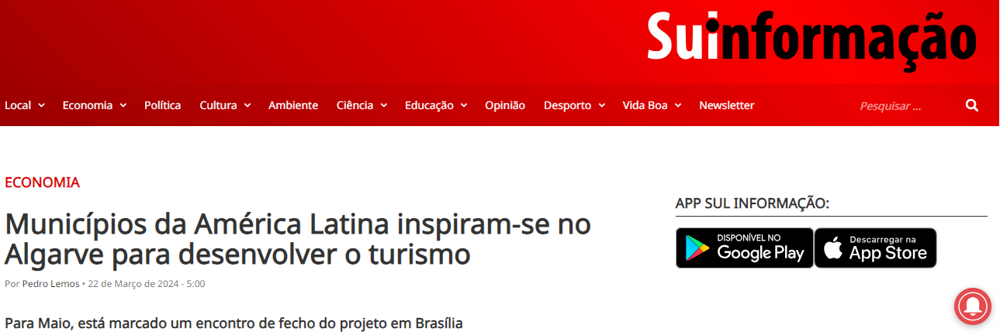 Sulinformação
Local Economia Política Cultura Ambiente Ciência Educação Opinião Desporto Vida Boa Newsletter Pesquisar ...
ECONOMIA
Municípios da América Latina inspiram-se no
Algarve para desenvolver o turismo
Por Pedro Lemos • 22 de Março de 2024 - 5:00
Para Maio, está marcado um encontro de fecho do projeto em Brasília
APP SUL INFORMAÇÃO:
DISPONÍVEL NO
Google Play
Descarregar na
App Store